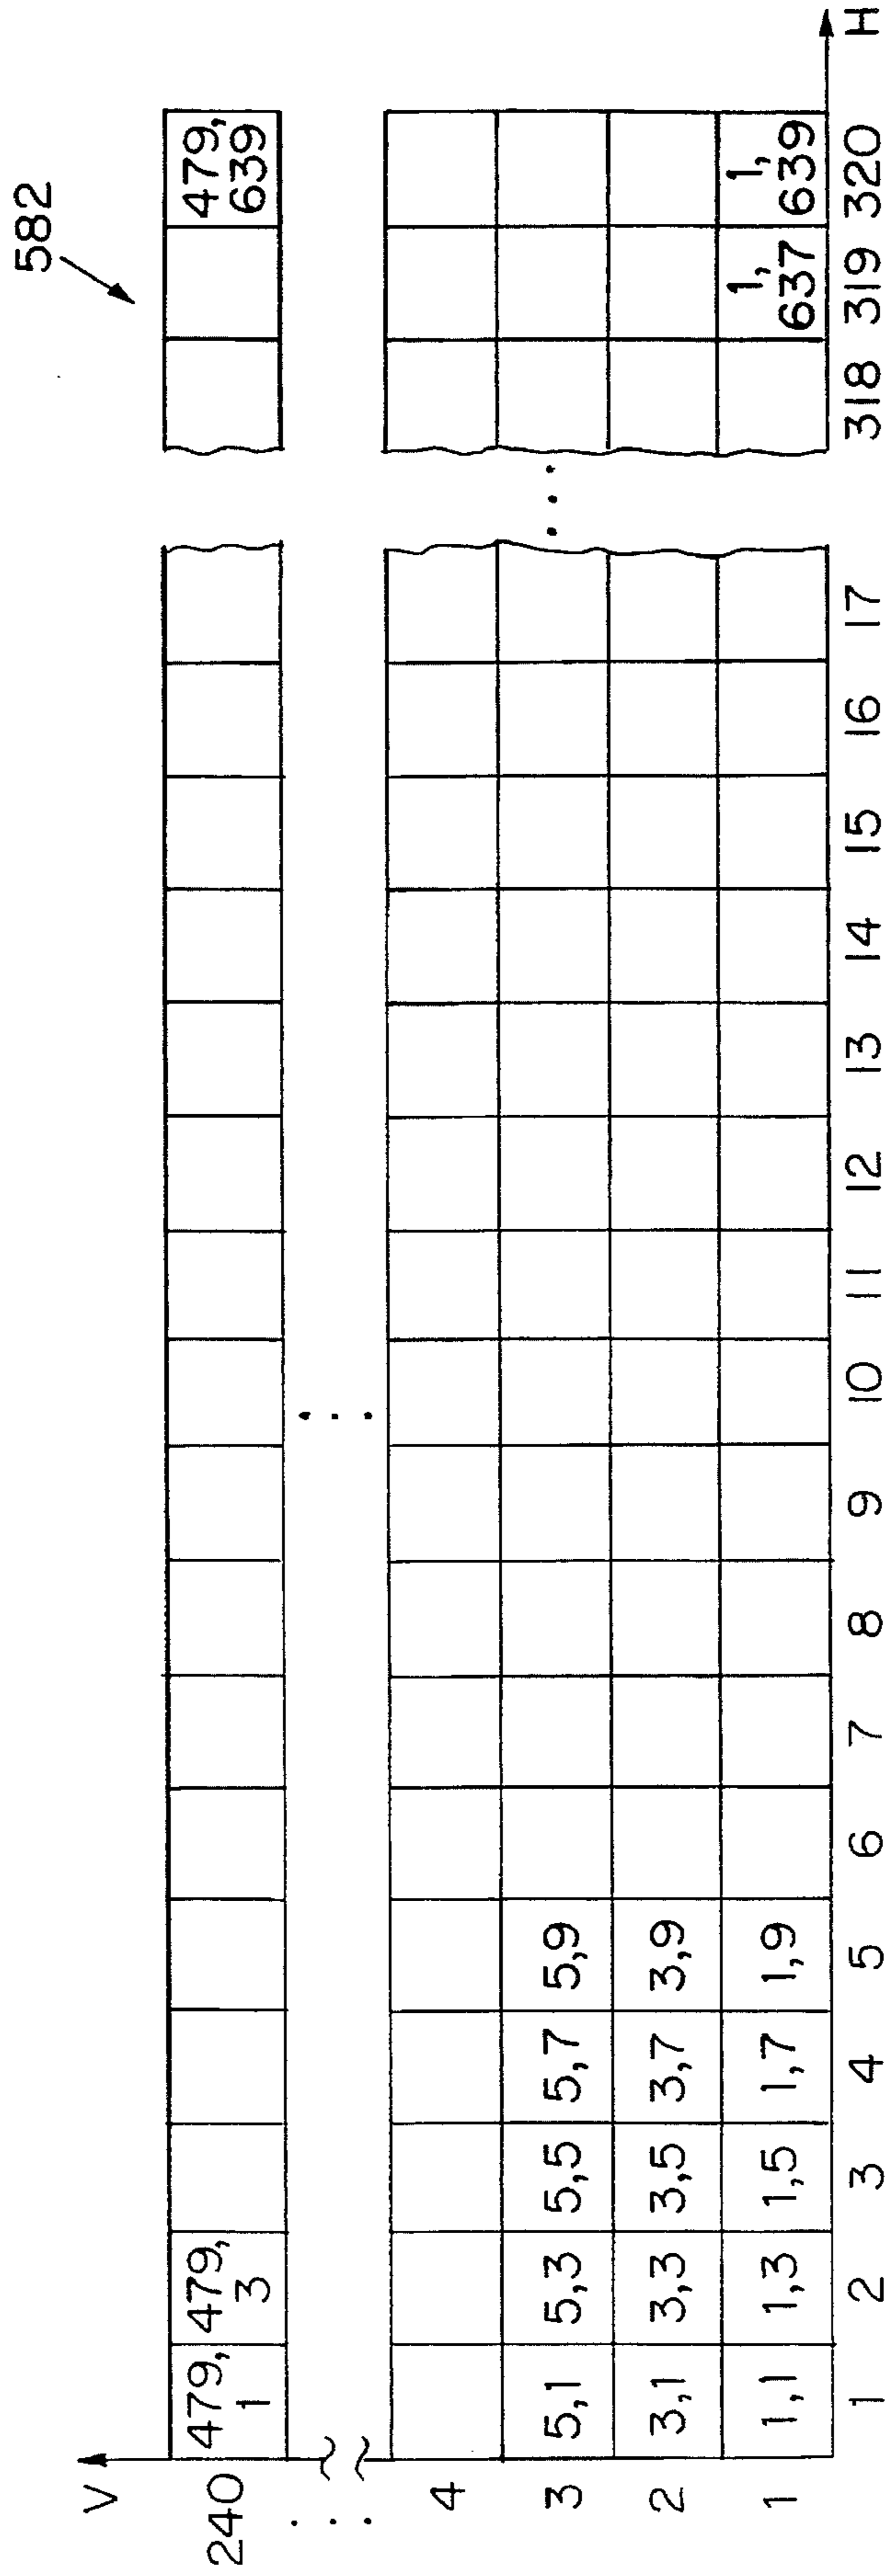 582
V
240 479, 479, 479,
1 3 639
4
3 5,1 5,3 5,5 5,7 5,9
2 3,1 3,3 3,5 3,7 3,9
1 1,1 1,3 1,5 1,7 1,9 1, 1,
637 639
1 2 3 4 5 6 7 8 9 10 11 12 13 14 15 16 17 318 319 320 H